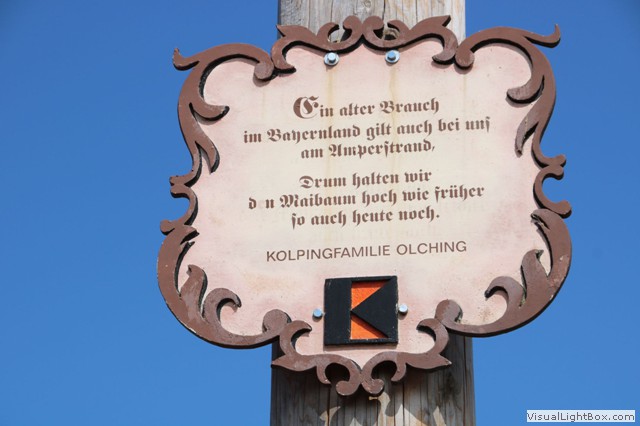 Ein alter Brauch
im Bayernland gilt auch bei uns
am Amperstrand,
Drum halten wir
d n Maibaum hoch wie früher
so auch heute noch.
KOLPINGFAMILIE OLCHING
K
VisualLightBox.com